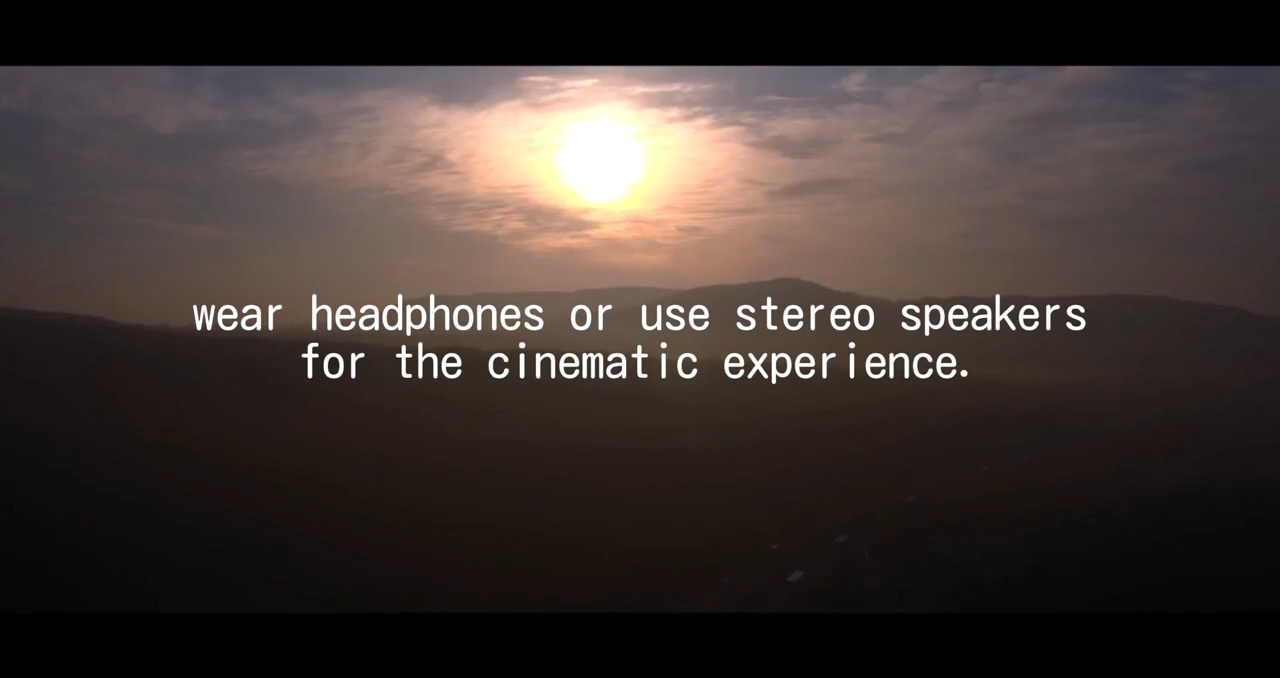 wear headphones or use stereo speakers
for the cinematic experience.